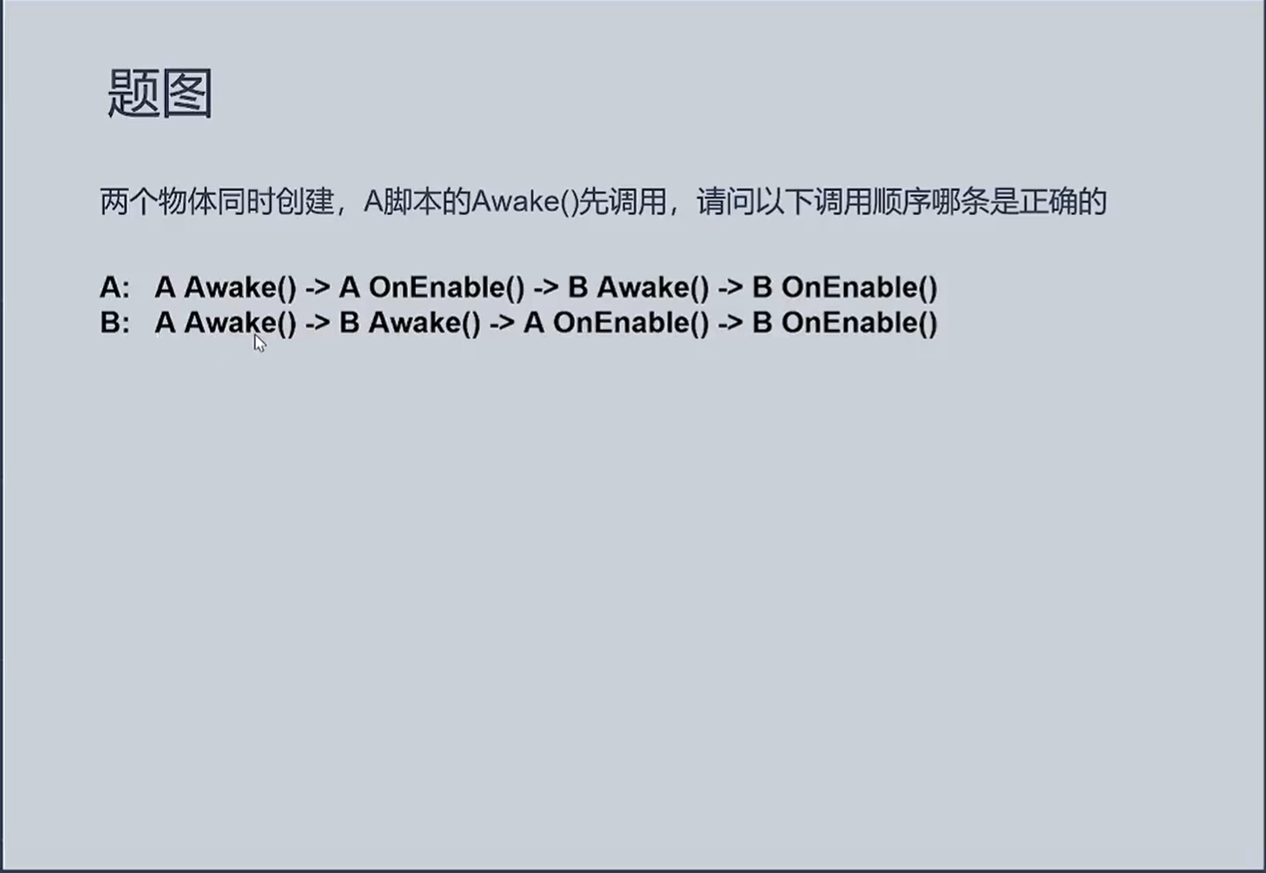 题图
两个物体同时创建，A脚本的Awake()先调用，请问以下调用顺序哪条是正确的
A: A Awake() -> A OnEnable() -> B Awake() -> B OnEnable()
B: A Awake() -> B Awake() -> A OnEnable() -> B OnEnable()